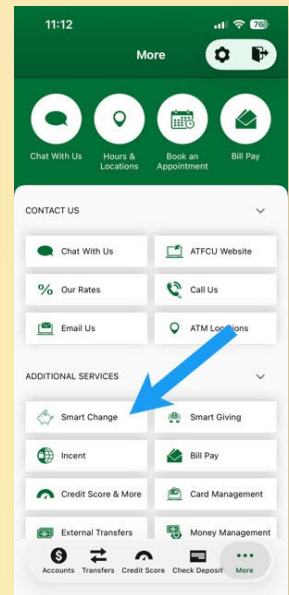 11:12
76
More
Chat With Us
Hours & Locations
Book an Appointment
Bill Pay
CONTACT US
Chat With Us
ATFCU Website
% Our Rates
Call Us
Email Us
ATM Locations
ADDITIONAL SERVICES
Smart Change
Smart Giving
Incent
Bill Pay
Credit Score & More
Card Management
External Transfers
Money Management
Accounts
Transfers
Credit Score
Check Deposit
More